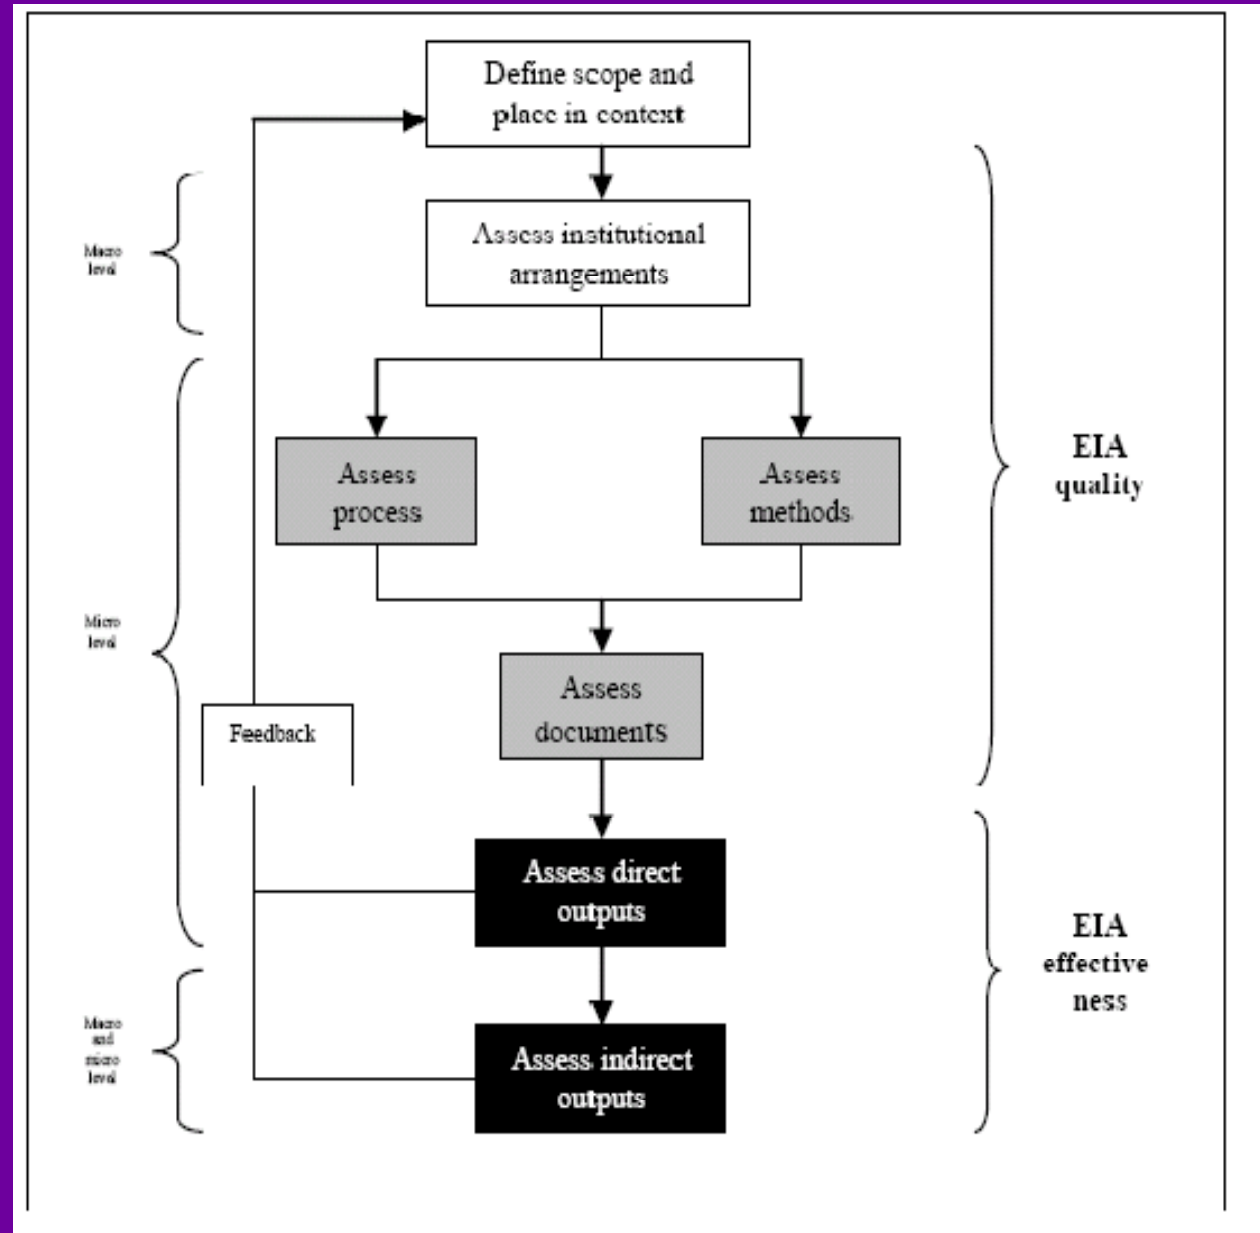 Define scope and
place in context
Assess institutional
arrangements
Macro
level
Assess
process
Assess
methods
EIA
quality
Micro
level
Assess
documents
Feedback
Assess direct
outputs
EIA
effective
ness
Assess indirect
outputs
Macro
and
micro
level